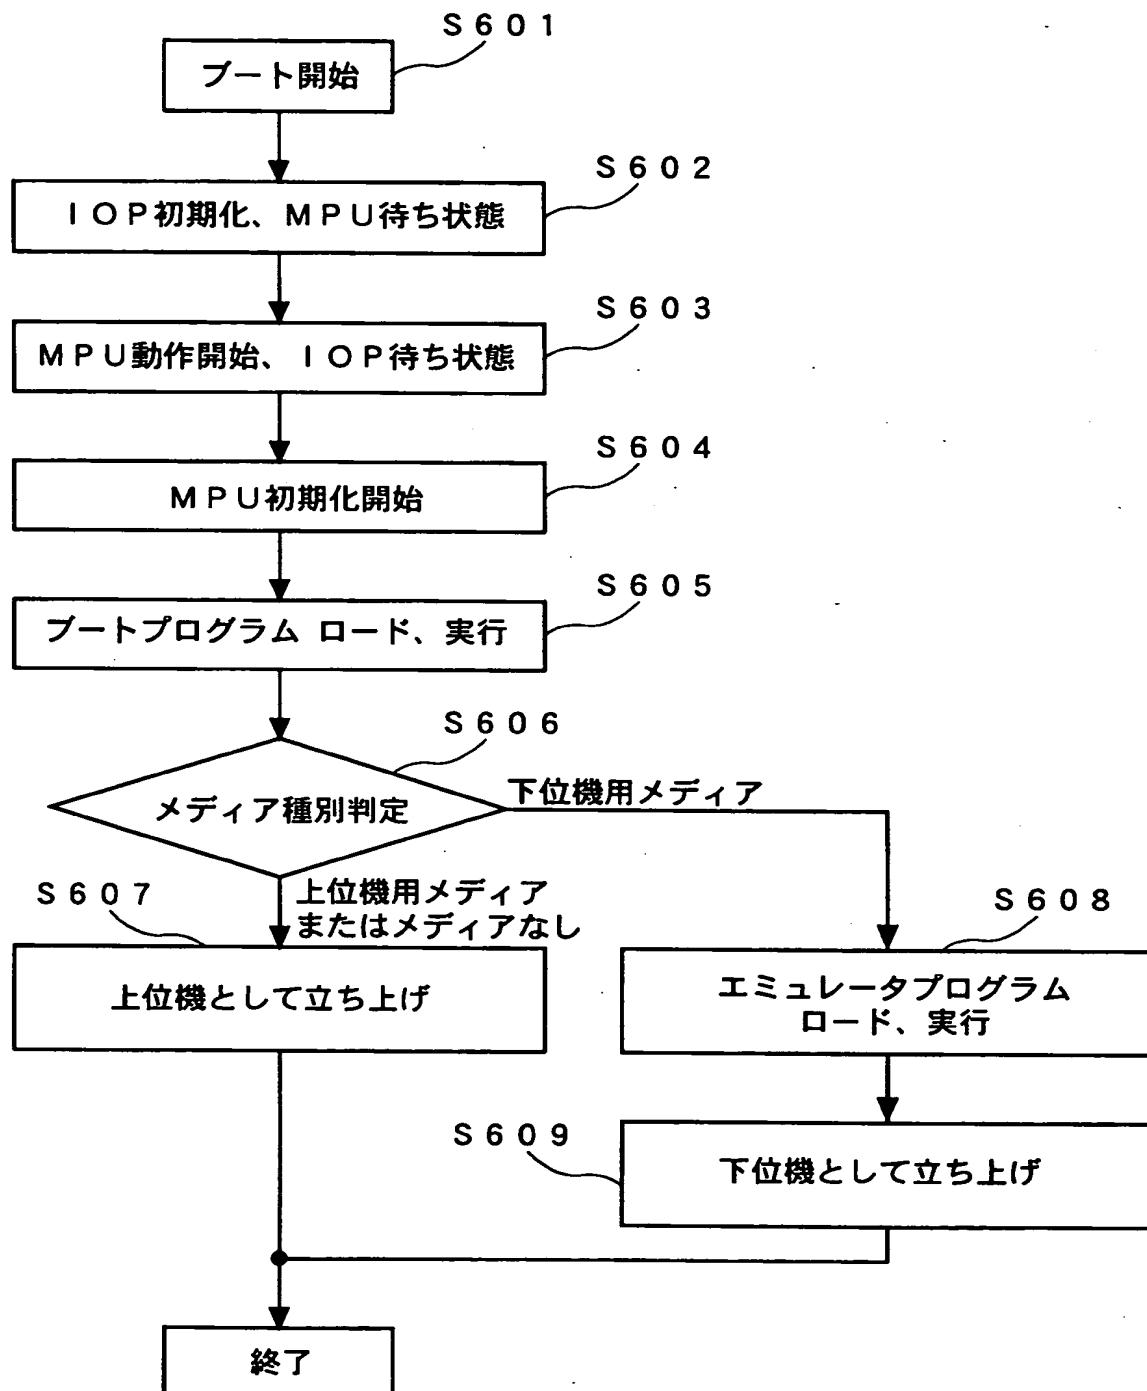 S601
ブート開始
S602
IOP初期化、MPU待ち状態
S603
MPU動作開始、IOP待ち状態
S604
MPU初期化開始
S605
ブートプログラム ロード、実行
S606
メディア種別判定
下位機用メディア
S607
上位機用メディア
またはメディアなし
S608
上位機として立ち上げ
エミュレータプログラム
ロード、実行
S609
下位機として立ち上げ
終了